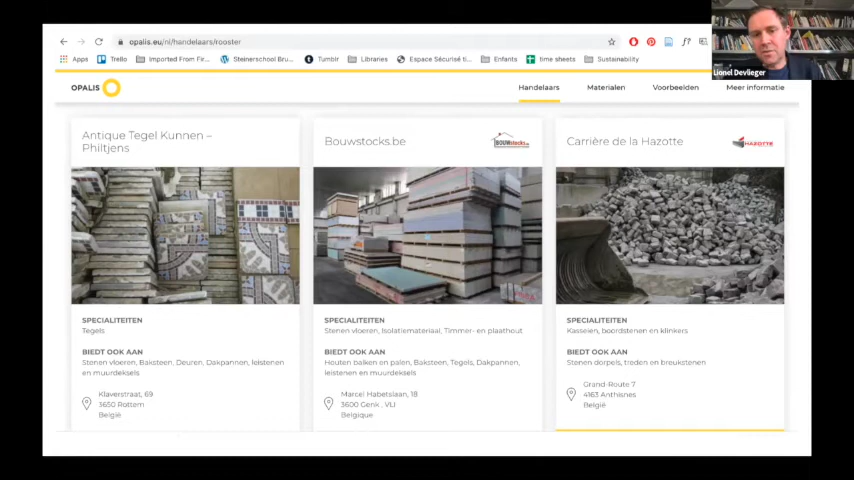 opalis.eu/nl/handelaars/rooster
Apps Trello Imported From Fir... Steinerschool Bru... Tumblr Libraries Espace Sécurisé ti... Enfants time sheets Sustainability
Lionel Devlieger
OPALIS Handelaars Materialen Voorbeelden Meer informatie
Antique Tegel Kunnen –
Philtjens
Bouwstocks.be
BOUWstocks.be
Carrière de la Hazotte
HAZOTTE
SPECIALITEITEN
Tegels
BIEDT OOK AAN
Stenen vloeren, Baksteen, Deuren, Dakpannen, leistenen
en muurdeksels
Klaverstraat, 69
3650 Rottem
België
SPECIALITEITEN
Stenen vloeren, Isolatiemateriaal, Timmer- en plaathout
BIEDT OOK AAN
Houten balken en palen, Baksteen, Tegels, Dakpannen,
leistenen en muurdeksels
Marcel Habetslaan, 18
3600 Genk , VLI
Belgique
SPECIALITEITEN
Kasseien, boordstenen en klinkers
BIEDT OOK AAN
Stenen dorpels, treden en breukstenen
Grand-Route 7
4163 Anthisnes
België